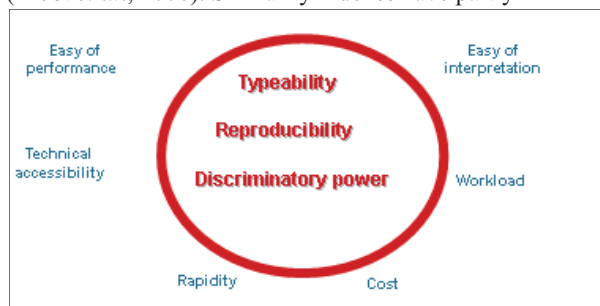 Easy of
performance
Easy of
interpretation
Typeability
Reproducibility
Discriminatory power
Technical
accessibility
Workload
Rapidity
Cost